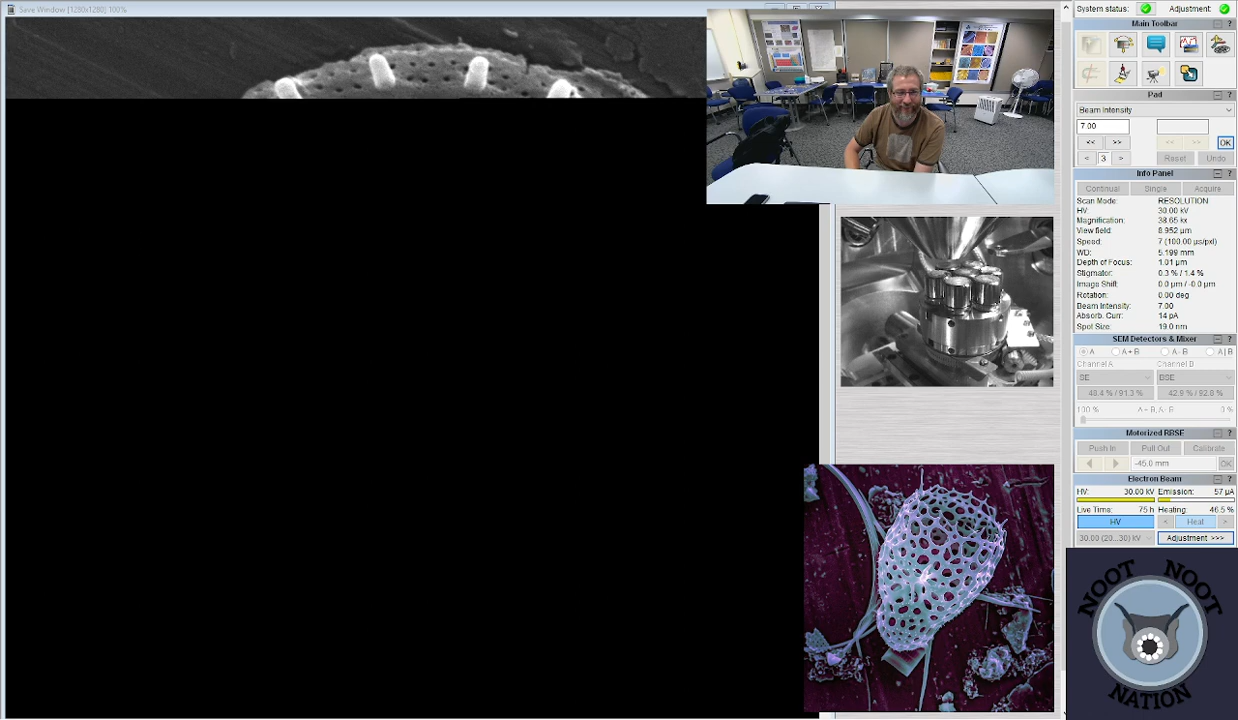 Save Window [1280x1280] 100%
System status:
Adjustment:
Main Toolbar
?
Pad
?
Beam Intensity
7.00
<< >>
<< >>
OK
< 3 >
Reset
Undo
Info Panel
?
Continual
Single
Acquire
Scan Mode: RESOLUTION
HV: 30.00 kV
Magnification: 38.65 kx
View field: 8.952 µm
Speed: 7 (100.00 µs/pxl)
WD: 5.199 mm
Depth of Focus: 1.01 µm
Stigmator: 0.3 % / 1.4 %
Image Shift: 0.0 µm / -0.0 µm
Rotation: 0.00 deg
Beam Intensity: 7.00
Absorb. Curr: 14 pA
Spot Size: 19.0 nm
SEM Detectors & Mixer
?
A
A + B
A - B
A | B
Channel A
Channel B
SE
BSE
48.4 % / 91.3 %
42.9 % / 92.8 %
100 %
A + B, A - B
0 %
Motorized RBSE
?
Push In
Pull Out
Calibrate
-45.0 mm
OK
Electron Beam
?
HV: 30.00 kV
Emission: 57 µA
Live Time: 75 h
Heating: 46.5 %
HV
<
Heat
>
30.00 (20...30) kV
Adjustment >>>
NOOT NOOT
NATION